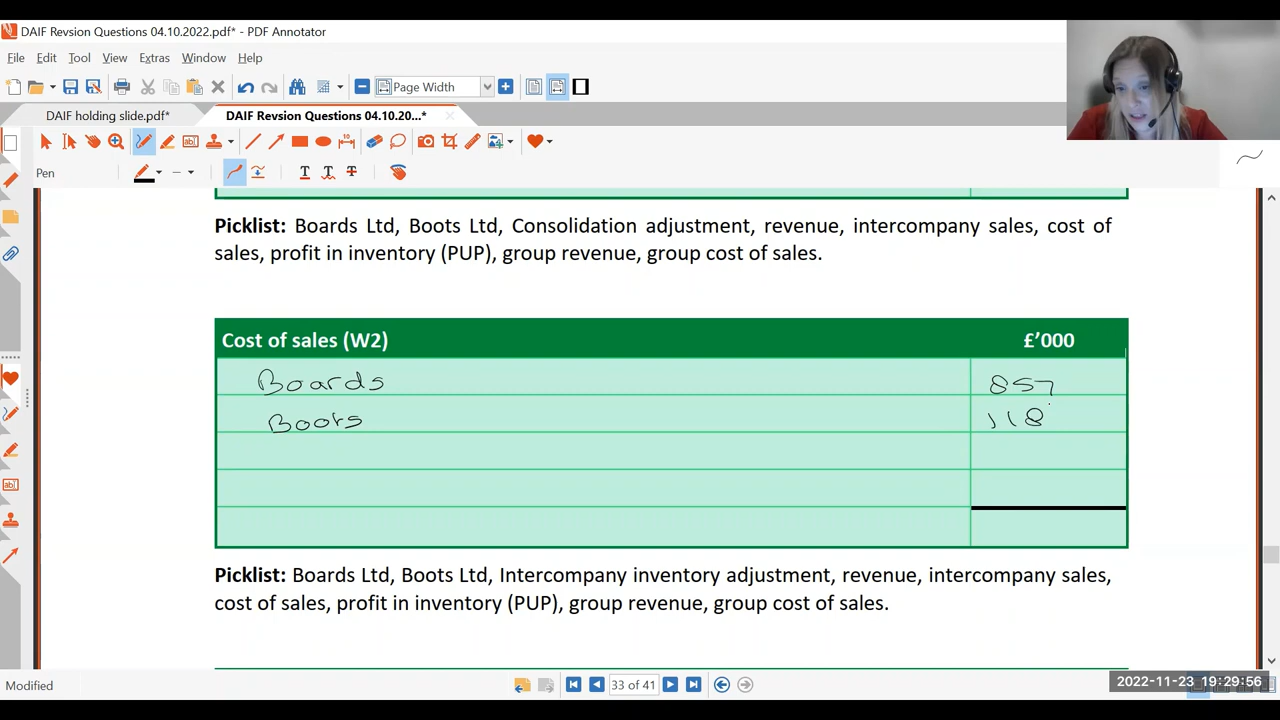 DAIF Revsion Questions 04.10.2022.pdf* - PDF Annotator
File Edit Tool View Extras Window Help
Page Width
DAIF holding slide.pdf* DAIF Revsion Questions 04.10.20...*
Pen
Picklist: Boards Ltd, Boots Ltd, Consolidation adjustment, revenue, intercompany sales, cost of
sales, profit in inventory (PUP), group revenue, group cost of sales.
Cost of sales (W2) £’000
Boards 857
Boots 118
Picklist: Boards Ltd, Boots Ltd, Intercompany inventory adjustment, revenue, intercompany sales,
cost of sales, profit in inventory (PUP), group revenue, group cost of sales.
Modified 33 of 41 2022-11-23 19:29:56